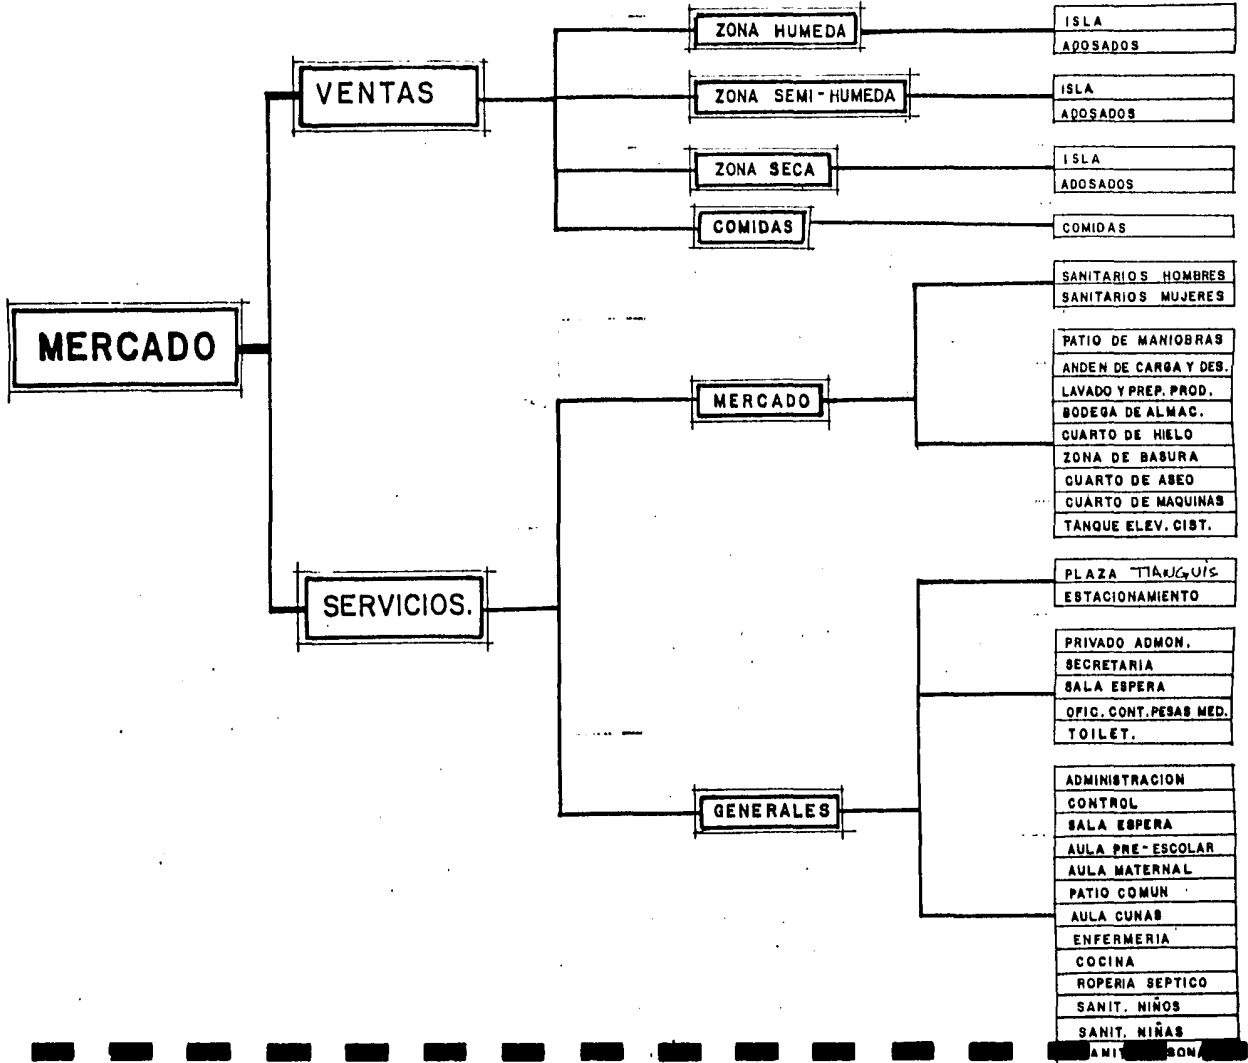 MERCADO
VENTAS
ZONA HUMEDA
ISLA
ADOSADOS
ZONA SEMI-HUMEDA
ISLA
ADOSADOS
ZONA SECA
ISLA
ADOSADOS
COMIDAS
COMIDAS
SERVICIOS.
MERCADO
SANITARIOS HOMBRES
SANITARIOS MUJERES
PATIO DE MANIOBRAS
ANDEN DE CARGA Y DES.
LAVADO Y PREP. PROD.
BODEGA DE ALMAC.
CUARTO DE HIELO
ZONA DE BASURA
CUARTO DE ASEO
CUARTO DE MAQUINAS
TANQUE ELEV. CIST.
GENERALES
PLAZA TIANGUIS
ESTACIONAMIENTO
PRIVADO ADMON.
SECRETARIA
SALA ESPERA
OFIC. CONT. PESAS MED.
TOILET.
ADMINISTRACION
CONTROL
SALA ESPERA
AULA PRE-ESCOLAR
AULA MATERNAL
PATIO COMUN
AULA CUNAS
ENFERMERIA
COCINA
ROPERIA SEPTICO
SANIT. NIÑOS
SANIT. NIÑAS